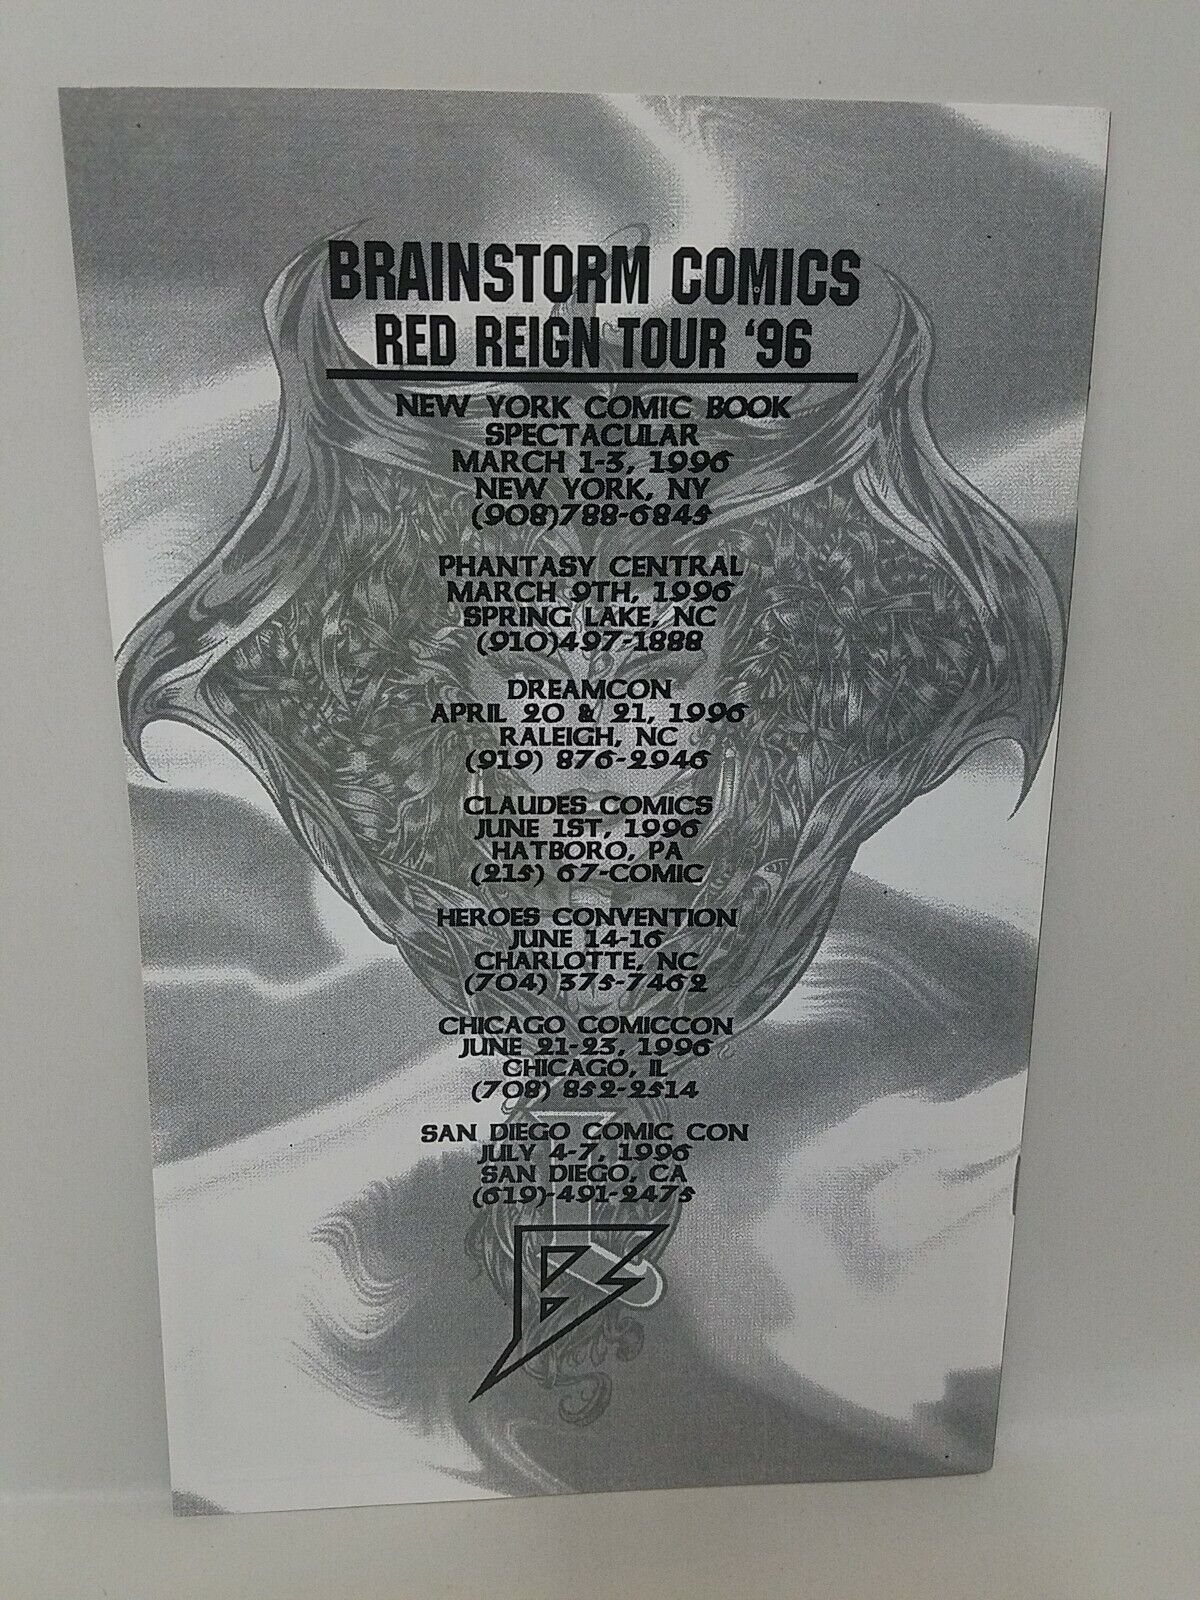 BRAINSTORM COMICS
RED REIGN TOUR '96
NEW YORK COMIC BOOK
SPECTACULAR
MARCH 1-3, 1996
NEW YORK, NY
(908)788-6845
PHANTASY CENTRAL
MARCH 9TH, 1996
SPRING LAKE, NC
(910)497-1888
DREAMCON
APRIL 20 & 21, 1996
RALEIGH, NC
(919) 876-2946
CLAUDES COMICS
JUNE 1ST, 1996
HATBORO, PA
(215) 67-COMIC
HEROES CONVENTION
JUNE 14-16
CHARLOTTE, NC
(704) 375-7462
CHICAGO COMICCON
JUNE 21-23, 1996
CHICAGO, IL
(708) 852-2514
SAN DIEGO COMIC CON
JULY 4-7, 1996
SAN DIEGO, CA
(619)-491-2475
BS